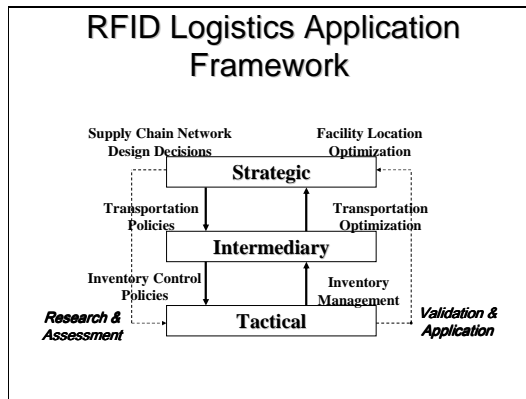 RFID Logistics Application
Framework
Supply Chain Network
Design Decisions
Facility Location
Optimization
Strategic
Transportation
Policies
Transportation
Optimization
Intermediary
Inventory Control
Policies
Inventory
Management
Research &
Assessment
Tactical
Validation &
Application